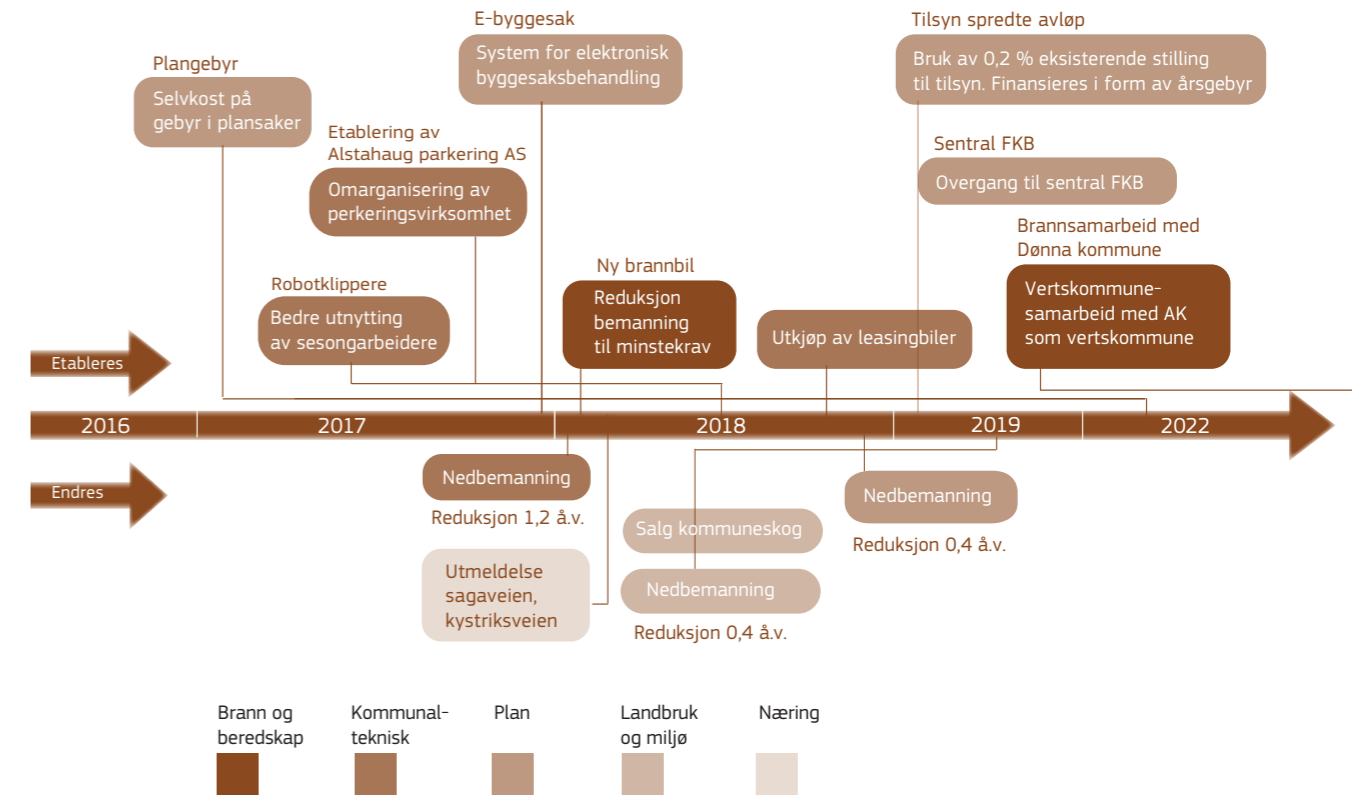 E-byggesak
System for elektronisk
byggesaksbehandling
Tilsyn spredte avløp
Bruk av 0,2 % eksisterende stilling
til tilsyn. Finansieres i form av årsgebyr
Plangebyr
Selvkost på
gebyr i plansaker
Etablering av
Alstahaug parkering AS
Omarganisering av
perkeringsvirksomhet
Sentral FKB
Overgang til sentral FKB
Brannsamarbeid med
Dønna kommune
Vertskommune-
samarbeid med AK
som vertskommune
Ny brannbil
Reduksjon
bemanning
til minstekrav
Robotklippere
Bedre utnytting
av sesongarbeidere
Utkjøp av leasingbiler
Etableres
2016
2017
2018
2019
2022
Endres
Nedbemanning
Reduksjon 1,2 å.v.
Utmeldelse
sagaveien,
kystriksveien
Salg kommuneskog
Nedbemanning
Reduksjon 0,4 å.v.
Nedbemanning
Reduksjon 0,4 å.v.
Brann og
beredskap
Kommunal-
teknisk
Plan
Landbruk
og miljø
Næring